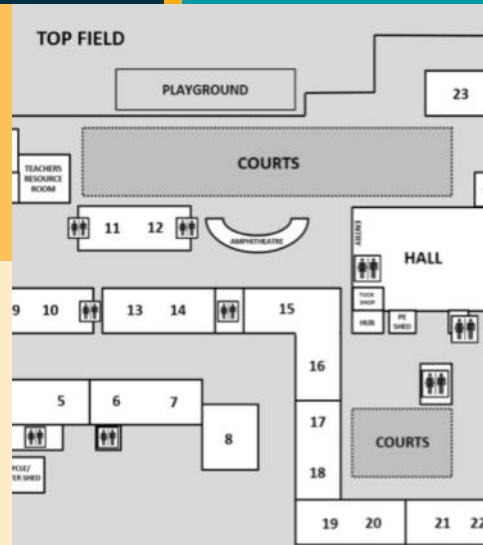 TOP FIELD
PLAYGROUND
23
COURTS
TEACHERS
RESOURCE
ROOM
11
12
AMPHITHEATRE
ENTRY
HALL
TUCK
SHOP
HUB
PE
SHED
9
10
13
14
15
16
5
6
7
8
17
18
COURTS
19
20
21
22